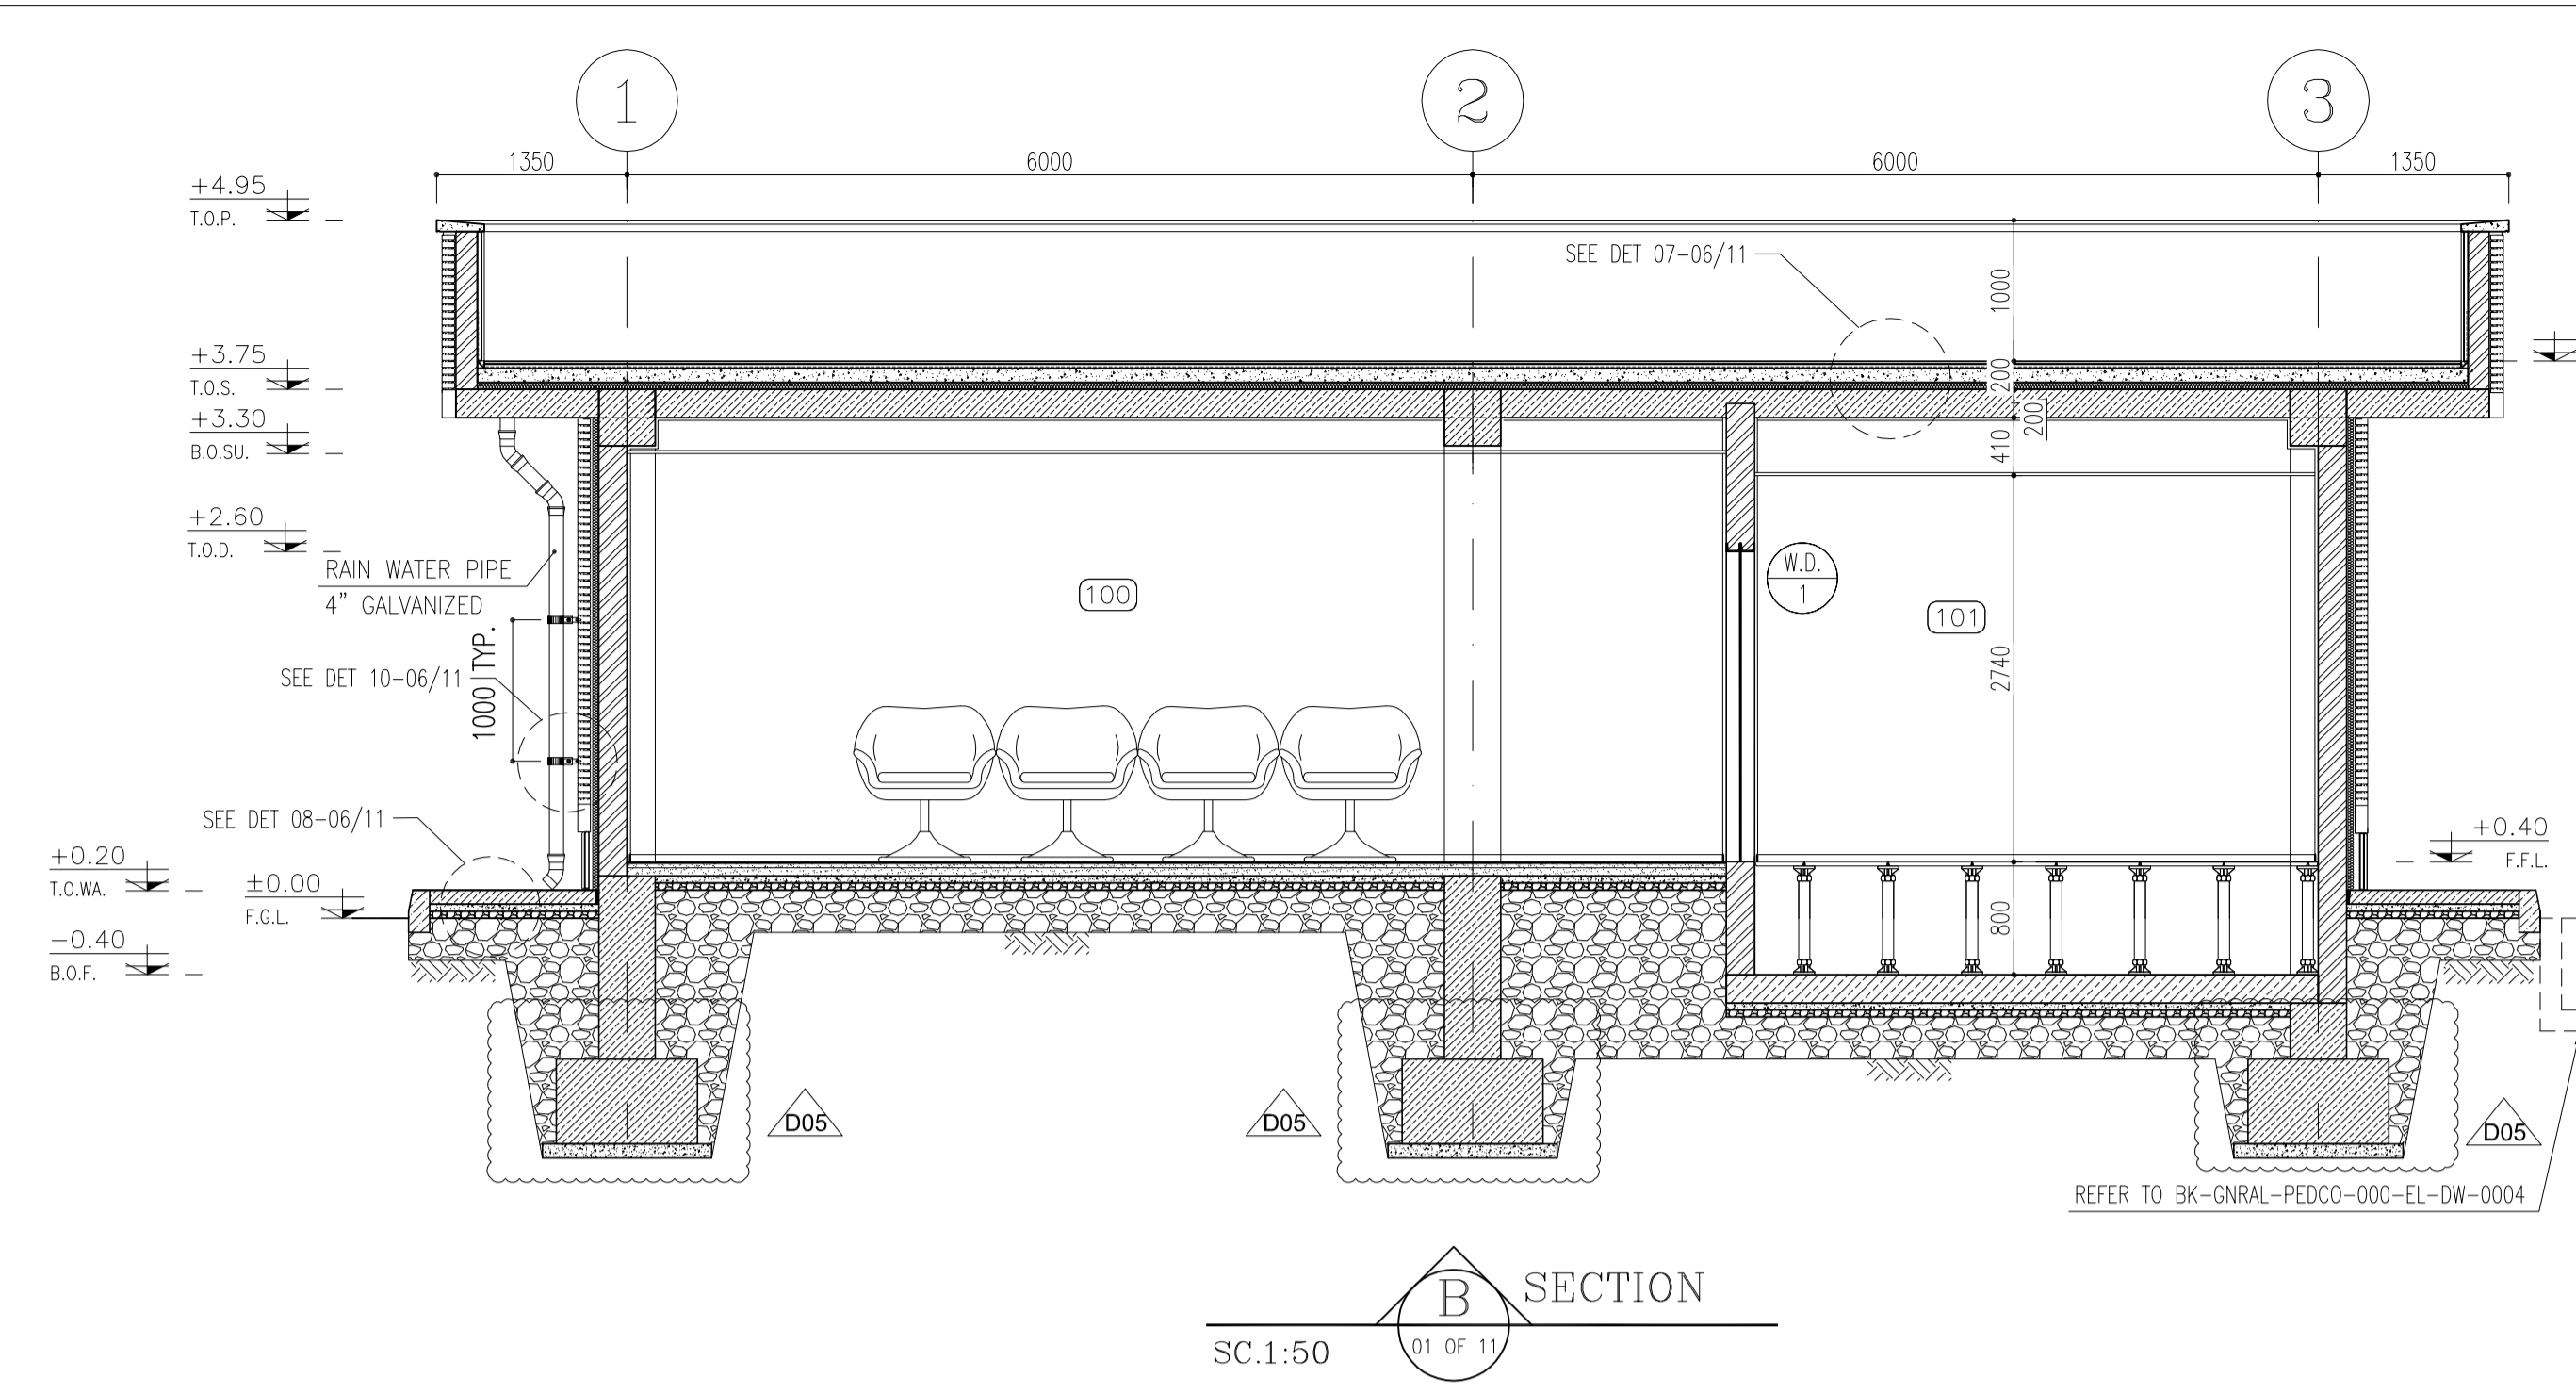 1
2
3
1350
6000
6000
1350
+4.95
T.O.P.
SEE DET 07-06/11
1000
+3.75
T.O.S.
200
+3.30
B.O.SU.
200
410
+2.60
T.O.D.
RAIN WATER PIPE
4" GALVANIZED
100
W.D.
1
101
1000 TYP.
SEE DET 10-06/11
2740
SEE DET 08-06/11
+0.40
F.F.L.
+0.20
T.O.WA.
±0.00
F.G.L.
800
-0.40
B.O.F.
D05
D05
D05
REFER TO BK-GNRAL-PEDCO-000-EL-DW-0004
B
SECTION
SC.1:50
01 OF 11